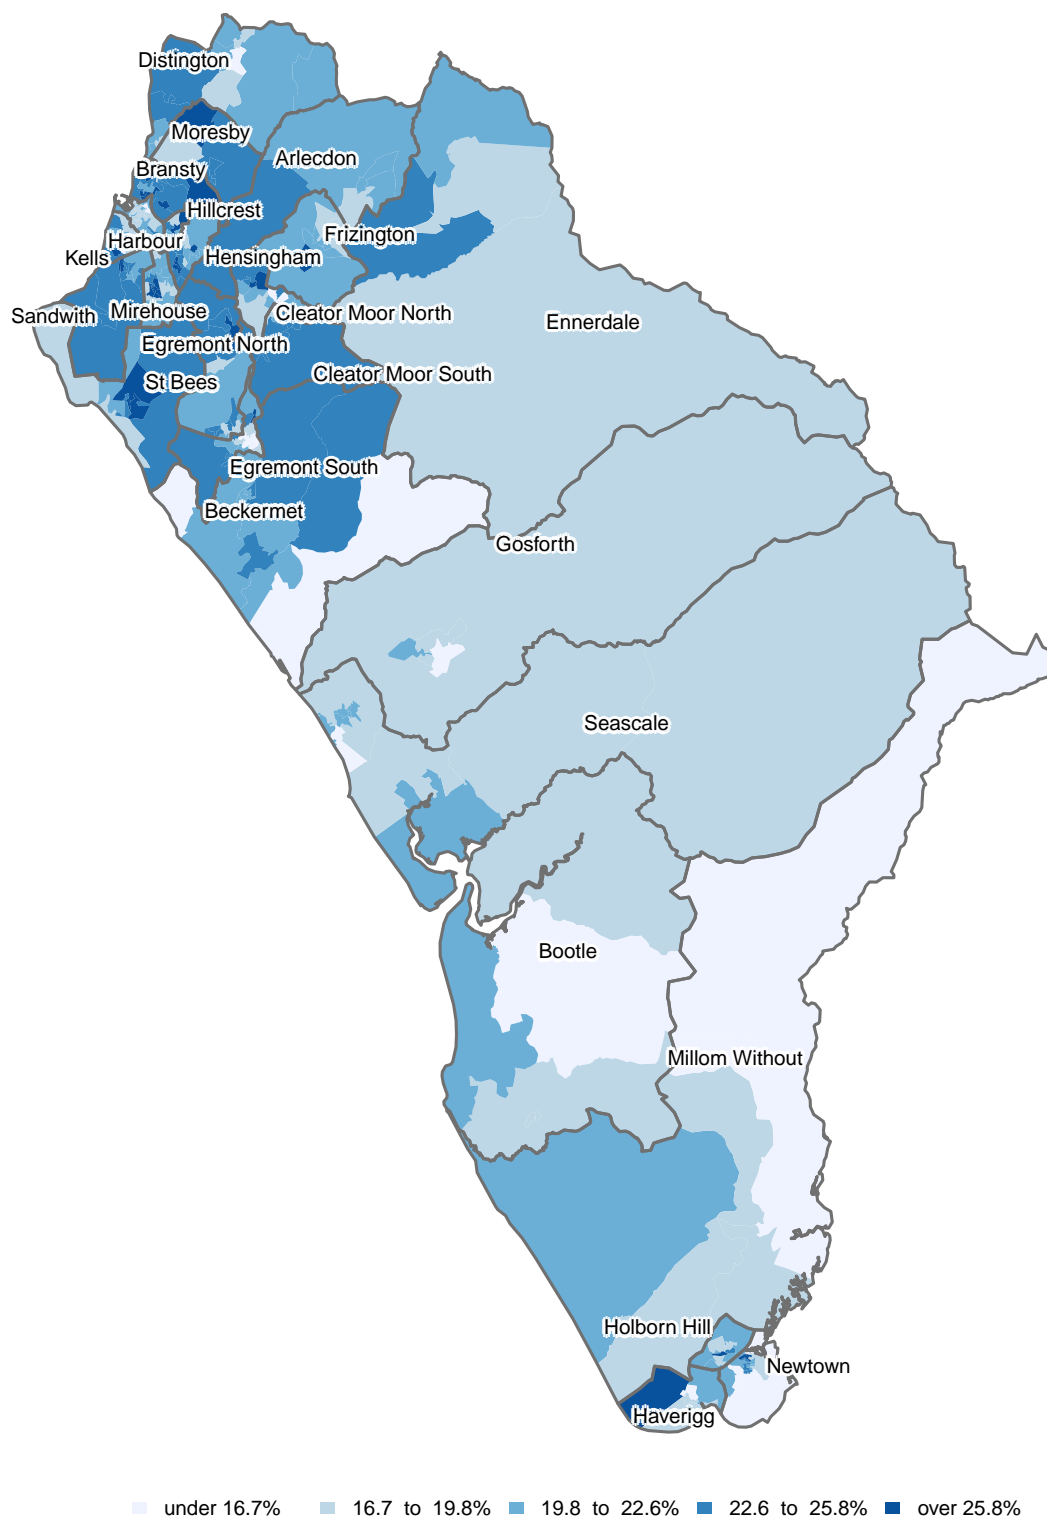 Distington
Moresby
Arlecdon
Bransty
Hillcrest
Frizington
Harbour
Kells
Hensingham
Sandwith
Mirehouse
Cleator Moor North
Ennerdale
Egremont North
Cleator Moor South
St Bees
Egremont South
Beckermet
Gosforth
Seascale
Bootle
Millom Without
Holborn Hill
Newtown
Haverigg
under 16.7% 16.7 to 19.8% 19.8 to 22.6% 22.6 to 25.8% over 25.8%